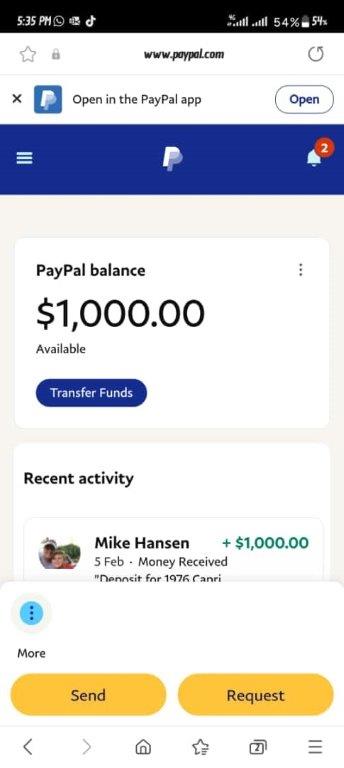 5:35 PM 54% 54%
www.paypal.com
Open in the PayPal app Open
2
PayPal balance
$1,000.00
Available
Transfer Funds
Recent activity
Mike Hansen + $1,000.00
5 Feb · Money Received
"Deposit for 1976 Capri
More
Send Request
2